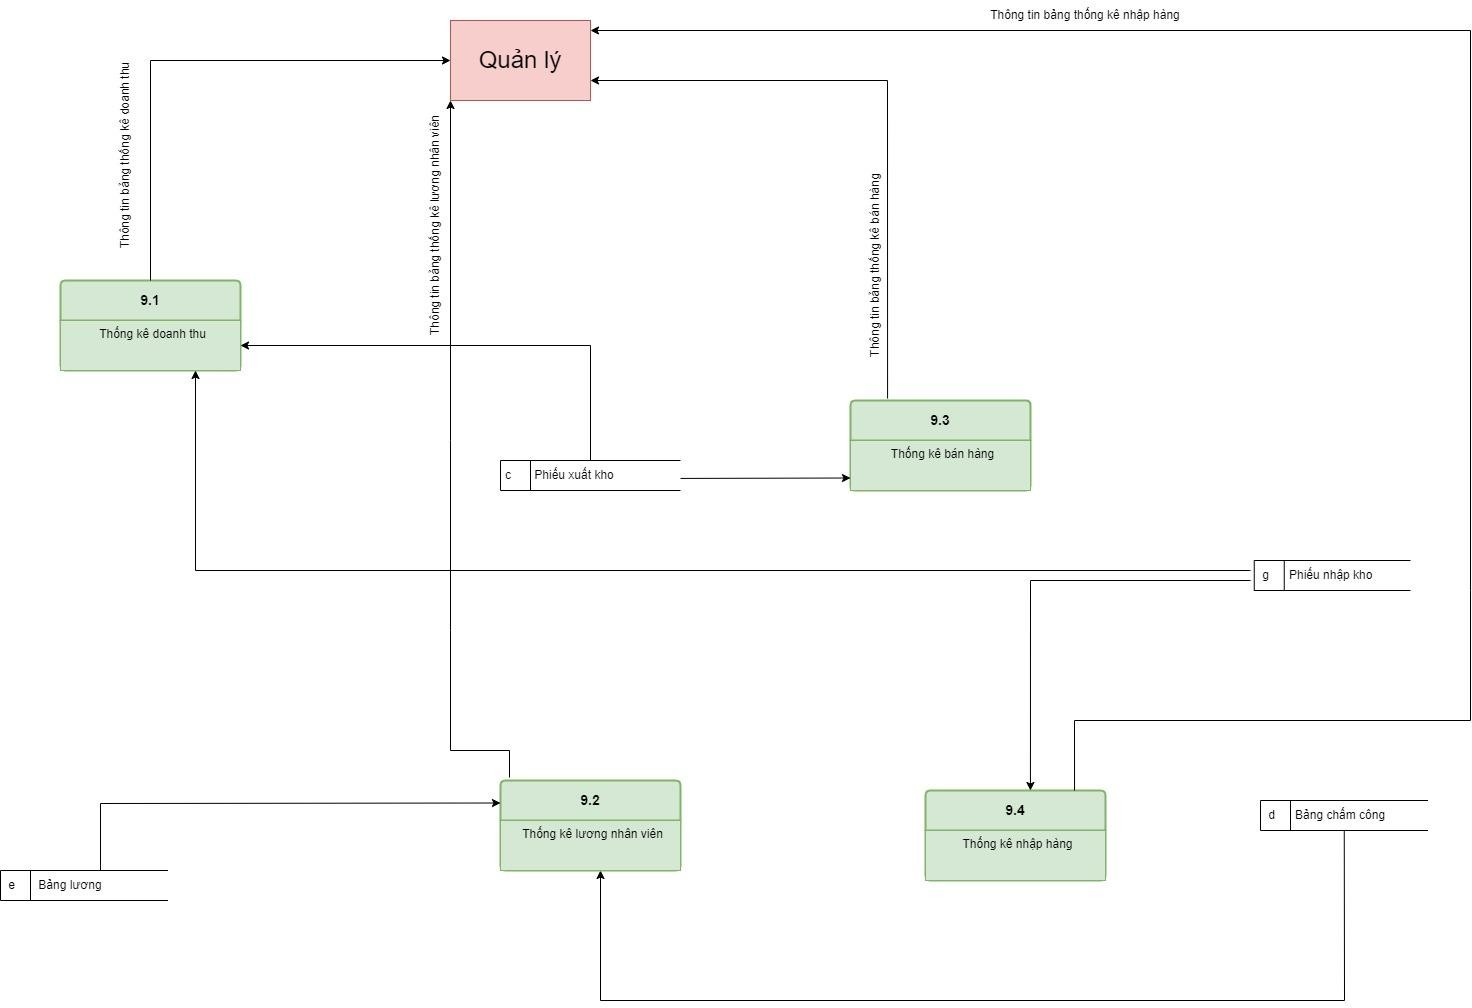 Thông tin bảng thống kê nhập hàng
Quản lý
Thông tin bảng thống kê doanh thu
Thông tin bảng thống kê lương nhân viên
Thông tin bảng thống kê bán hàng
9.1
Thống kê doanh thu
9.3
Thống kê bán hàng
c
Phiếu xuất kho
g
Phiếu nhập kho
9.2
Thống kê lương nhân viên
9.4
Thống kê nhập hàng
d
Bảng chấm công
e
Bảng lương